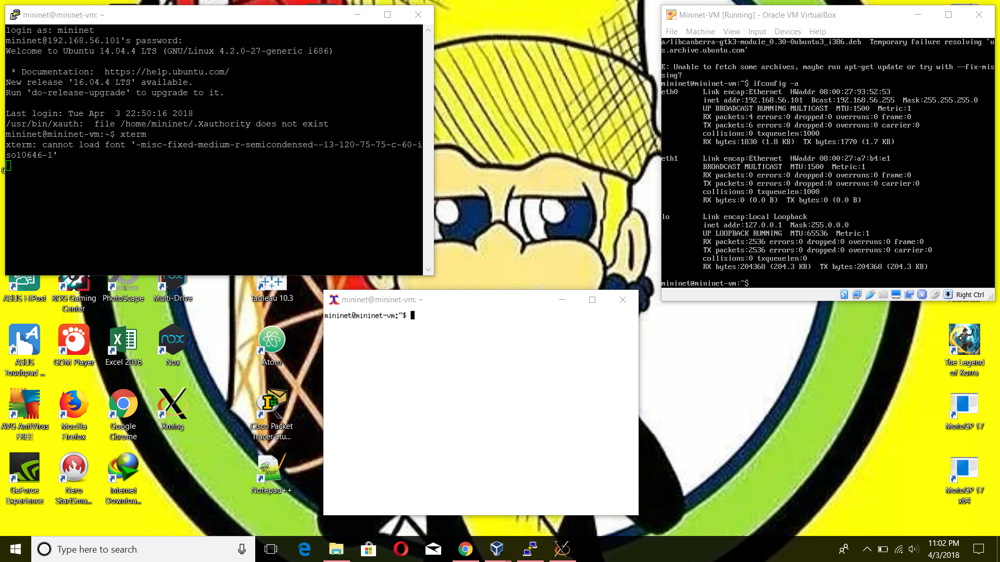 mininet@mininet-vm: ~
login as: mininet
mininet@192.168.56.101's password:
Welcome to Ubuntu 14.04.4 LTS (GNU/Linux 4.2.0-27-generic i686)
* Documentation:  https://help.ubuntu.com/
New release '16.04.4 LTS' available.
Run 'do-release-upgrade' to upgrade to it.
Last login: Tue Apr  3 22:50:16 2018
/usr/bin/xauth:  file /home/mininet/.Xauthority does not exist
mininet@mininet-vm:~$ xterm
xterm: cannot load font '-misc-fixed-medium-r-semicondensed--13-120-75-75-c-60-i
so10646-1'
Mininet-VM [Running] - Oracle VM VirtualBox
File Machine View Input Devices Help
a/libcanberra-gtk3-module_0.30-0ubuntu3_i386.deb  Temporary failure resolving 'u
s.archive.ubuntu.com'
E: Unable to fetch some archives, maybe run apt-get update or try with --fix-mis
sing?
mininet@mininet-vm:~$ ifconfig -a
eth0      Link encap:Ethernet  HWaddr 08:00:27:93:52:53
inet addr:192.168.56.101  Bcast:192.168.56.255  Mask:255.255.255.0
UP BROADCAST RUNNING MULTICAST  MTU:1500  Metric:1
RX packets:4 errors:0 dropped:0 overruns:0 frame:0
TX packets:6 errors:0 dropped:0 overruns:0 carrier:0
collisions:0 txqueuelen:1000
RX bytes:1830 (1.8 KB)  TX bytes:1770 (1.7 KB)
eth1      Link encap:Ethernet  HWaddr 08:00:27:a7:b4:e1
BROADCAST MULTICAST  MTU:1500  Metric:1
RX packets:0 errors:0 dropped:0 overruns:0 frame:0
TX packets:0 errors:0 dropped:0 overruns:0 carrier:0
collisions:0 txqueuelen:1000
RX bytes:0 (0.0 B)  TX bytes:0 (0.0 B)
lo        Link encap:Local Loopback
inet addr:127.0.0.1  Mask:255.0.0.0
UP LOOPBACK RUNNING  MTU:65536  Metric:1
RX packets:2536 errors:0 dropped:0 overruns:0 frame:0
TX packets:2536 errors:0 dropped:0 overruns:0 carrier:0
collisions:0 txqueuelen:0
RX bytes:204368 (204.3 KB)  TX bytes:204368 (204.3 KB)
mininet@mininet-vm:~$
Right Ctrl
mininet@mininet-vm: ~
mininet@mininet-vm:~$
ASUS HiPost
ROG Gaming
Center
PhotoScape
Multi-Drive
Tableau 10.3
ASUS
Touchpad ...
GOM Player
Excel 2016
nox
Nox
Atom
The Legend
of Korra
AVG AntiVirus
FREE
Mozilla
Firefox
Google
Chrome
Xming
Cisco Packet
Tracer Stu...
MotoGP 17
GeForce
Experience
Nero
StartSma...
Internet
Downloa...
Notepad++
MotoGP 17
x64
Type here to search
11:02 PM
4/3/2018